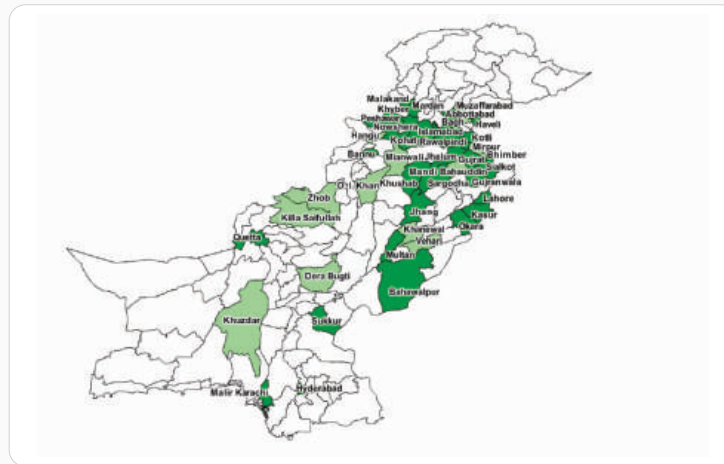 Malakand
Mardan
Muzaffarabad
Khyber
Abbottabad
Peshawar
Bagh
Haveli
Nowshera
Islamabad
Hangu
Kohat
Rawalpindi
Kotli
Mirpur
Bannu
Mianwali
Jhelum
Gujrat
Bhimber
Mandi Bahauddin
Sialkot
D. I. Khan
Khushab
Sargodha
Gujranwala
Zhob
Lahore
Killa Saifullah
Jhang
Kasur
Okara
Quetta
Khanewal
Vehari
Multan
Dera Bugti
Bahawalpur
Khuzdar
Sukkur
Malir Karachi
Hyderabad